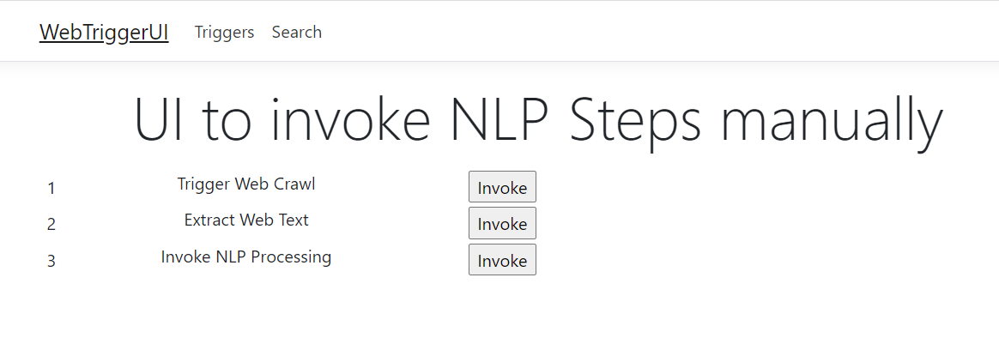 WebTriggerUI Triggers Search
UI to invoke NLP Steps manually
1 Trigger Web Crawl Invoke
2 Extract Web Text Invoke
3 Invoke NLP Processing Invoke